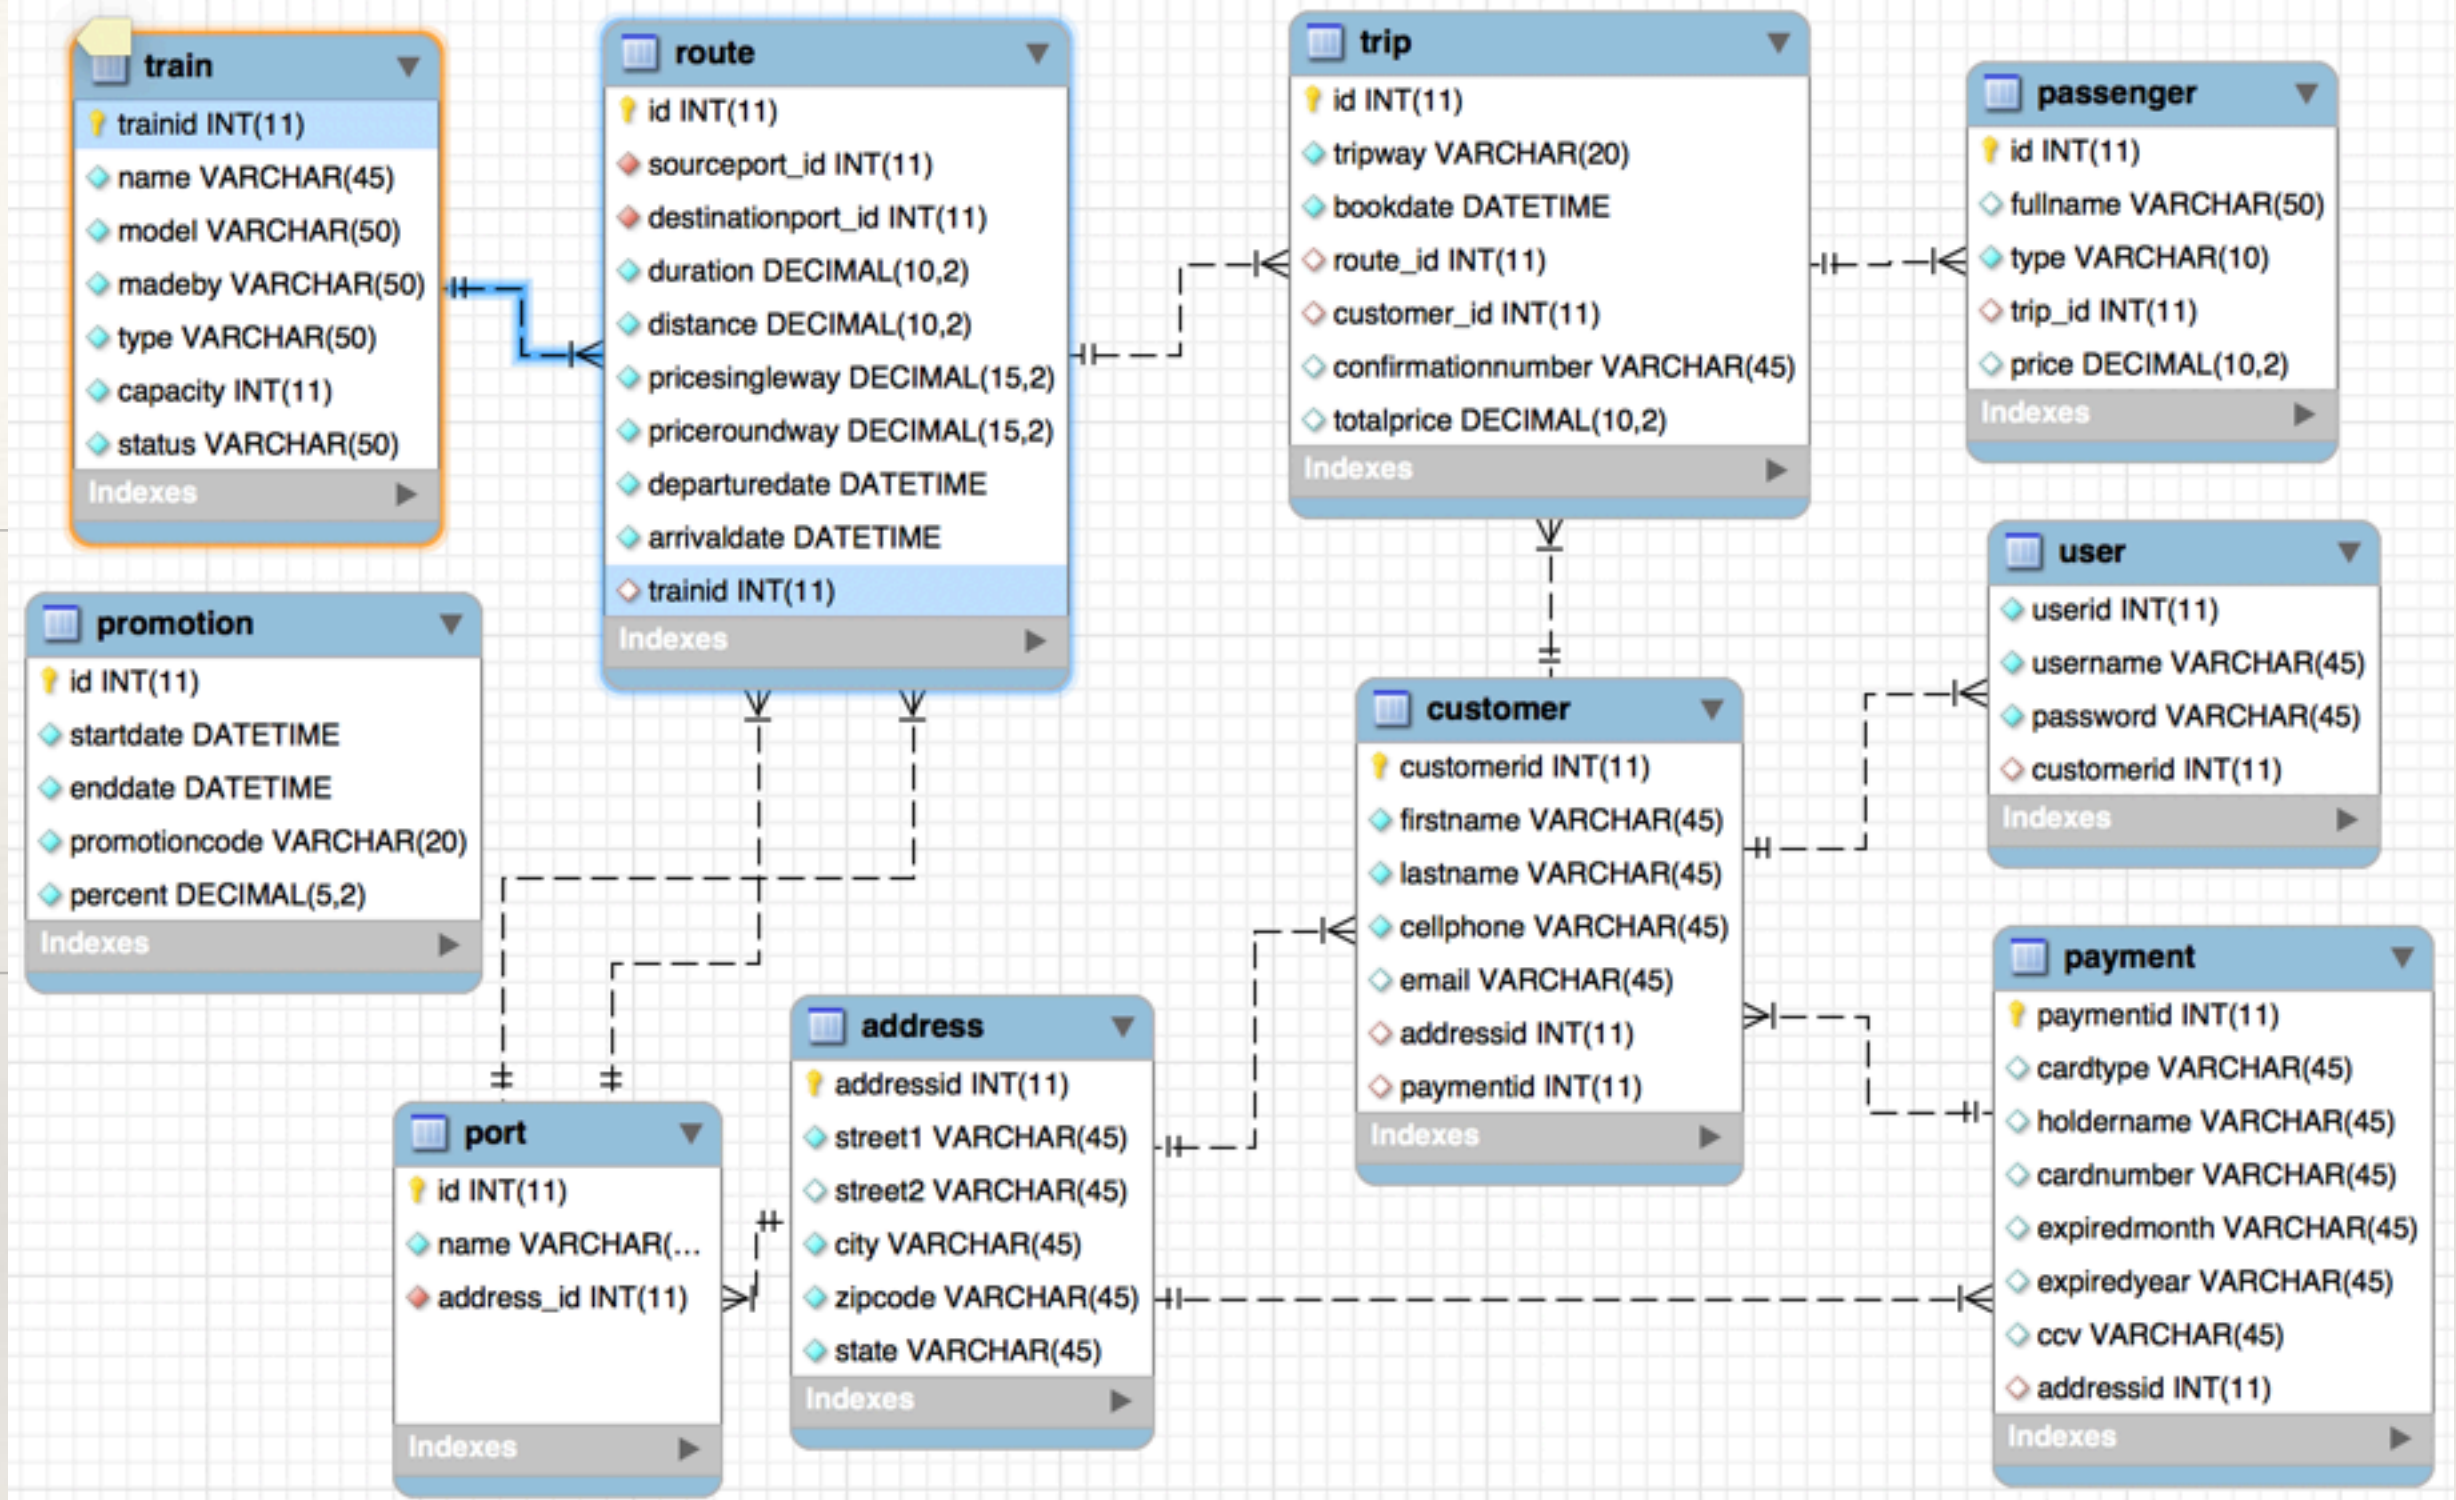 train
trainid INT(11)
name VARCHAR(45)
model VARCHAR(50)
madeby VARCHAR(50)
type VARCHAR(50)
capacity INT(11)
status VARCHAR(50)
Indexes
route
id INT(11)
sourceport_id INT(11)
destinationport_id INT(11)
duration DECIMAL(10,2)
distance DECIMAL(10,2)
pricesingleway DECIMAL(15,2)
priceroundway DECIMAL(15,2)
departuredate DATETIME
arrivaldate DATETIME
trainid INT(11)
Indexes
trip
id INT(11)
tripway VARCHAR(20)
bookdate DATETIME
route_id INT(11)
customer_id INT(11)
confirmationnumber VARCHAR(45)
totalprice DECIMAL(10,2)
Indexes
passenger
id INT(11)
fullname VARCHAR(50)
type VARCHAR(10)
trip_id INT(11)
price DECIMAL(10,2)
Indexes
promotion
id INT(11)
startdate DATETIME
enddate DATETIME
promotioncode VARCHAR(20)
percent DECIMAL(5,2)
Indexes
user
userid INT(11)
username VARCHAR(45)
password VARCHAR(45)
customerid INT(11)
Indexes
customer
customerid INT(11)
firstname VARCHAR(45)
lastname VARCHAR(45)
cellphone VARCHAR(45)
email VARCHAR(45)
addressid INT(11)
paymentid INT(11)
Indexes
port
id INT(11)
name VARCHAR(...
address_id INT(11)
Indexes
address
addressid INT(11)
street1 VARCHAR(45)
street2 VARCHAR(45)
city VARCHAR(45)
zipcode VARCHAR(45)
state VARCHAR(45)
Indexes
payment
paymentid INT(11)
cardtype VARCHAR(45)
holdername VARCHAR(45)
cardnumber VARCHAR(45)
expiredmonth VARCHAR(45)
expiredyear VARCHAR(45)
ccv VARCHAR(45)
addressid INT(11)
Indexes